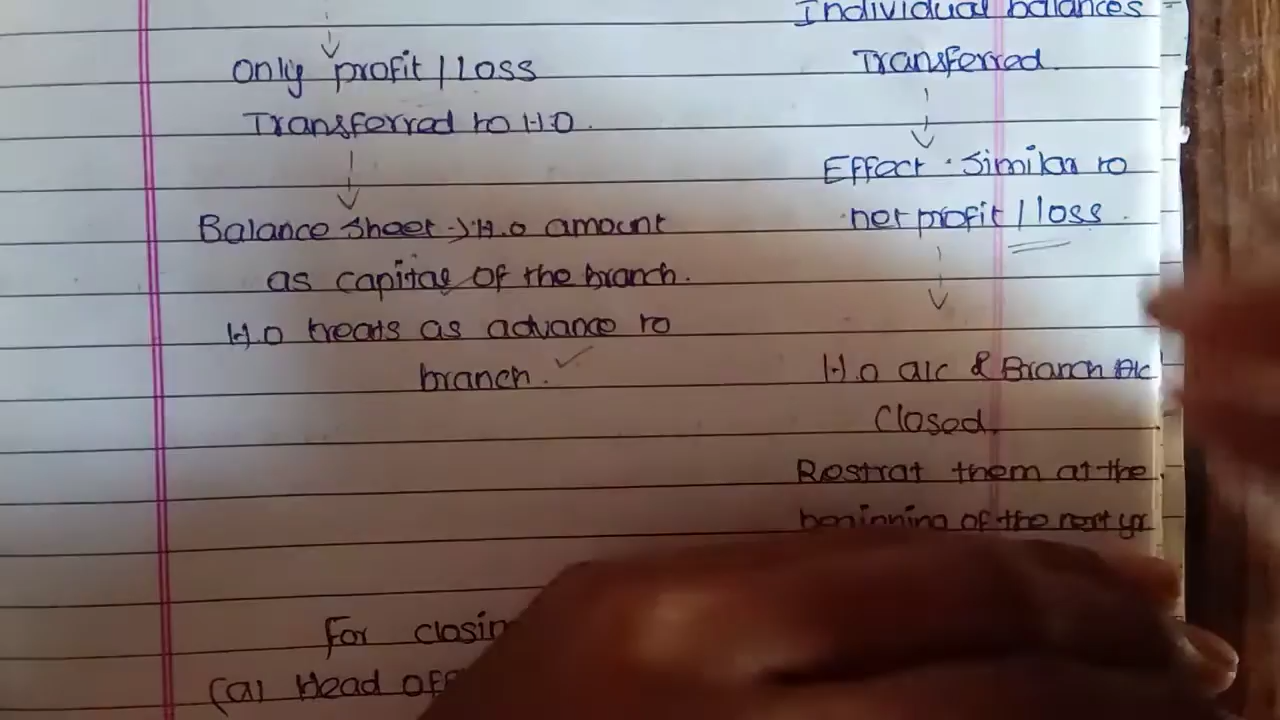 only profit / Loss
Transferred to H.O.
Balance Sheet → H.O amount
as capital of the branch.
H.O treats as advance to
branch.
Individual balances
Transferred.
Effect. Similar to
net profit / loss.
H.O a/c & Branch A/c
Closed.
Restrat them at the
beginning of the next yr
For closin
(a) Head Of